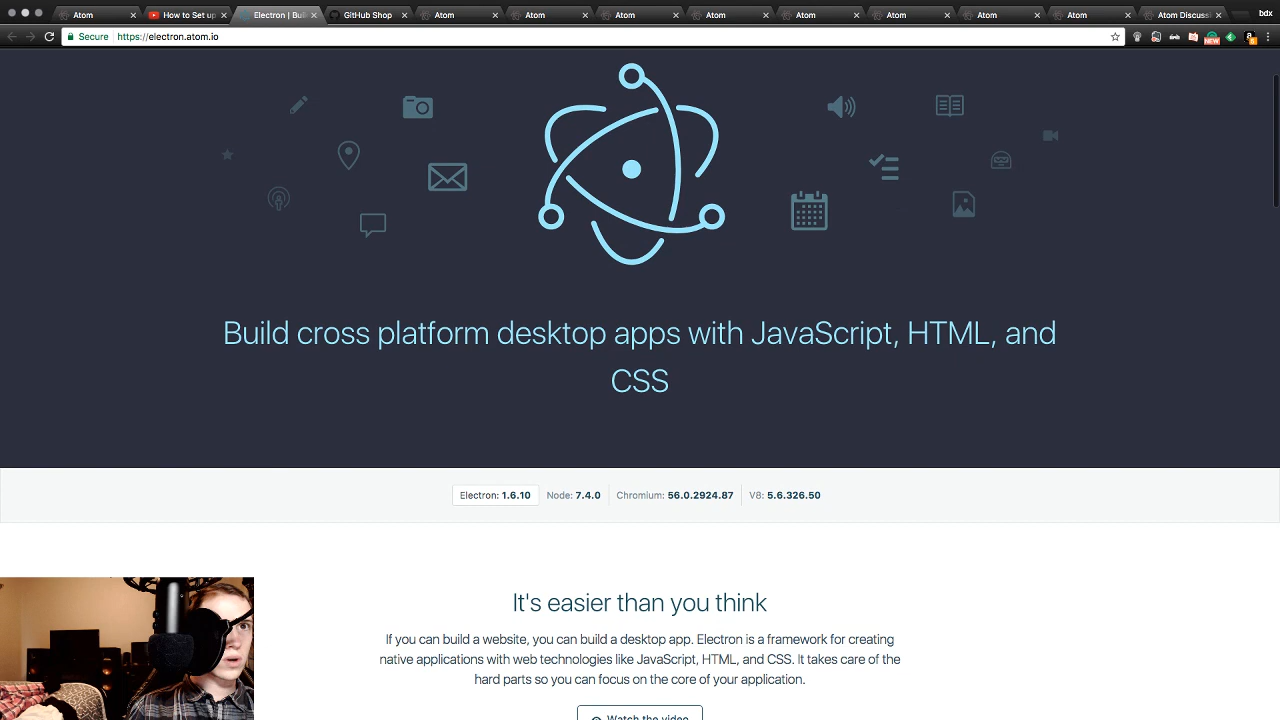 Atom
How to Set up
Electron | Buil
GitHub Shop
Atom
Atom
Atom
Atom
Atom
Atom
Atom
Atom
Atom Discuss
bdx
Secure
https://electron.atom.io
NEW
Build cross platform desktop apps with JavaScript, HTML, and
CSS
Electron: 1.6.10
Node: 7.4.0
Chromium: 56.0.2924.87
V8: 5.6.326.50
It's easier than you think
If you can build a website, you can build a desktop app. Electron is a framework for creating
native applications with web technologies like JavaScript, HTML, and CSS. It takes care of the
hard parts so you can focus on the core of your application.
Watch the video